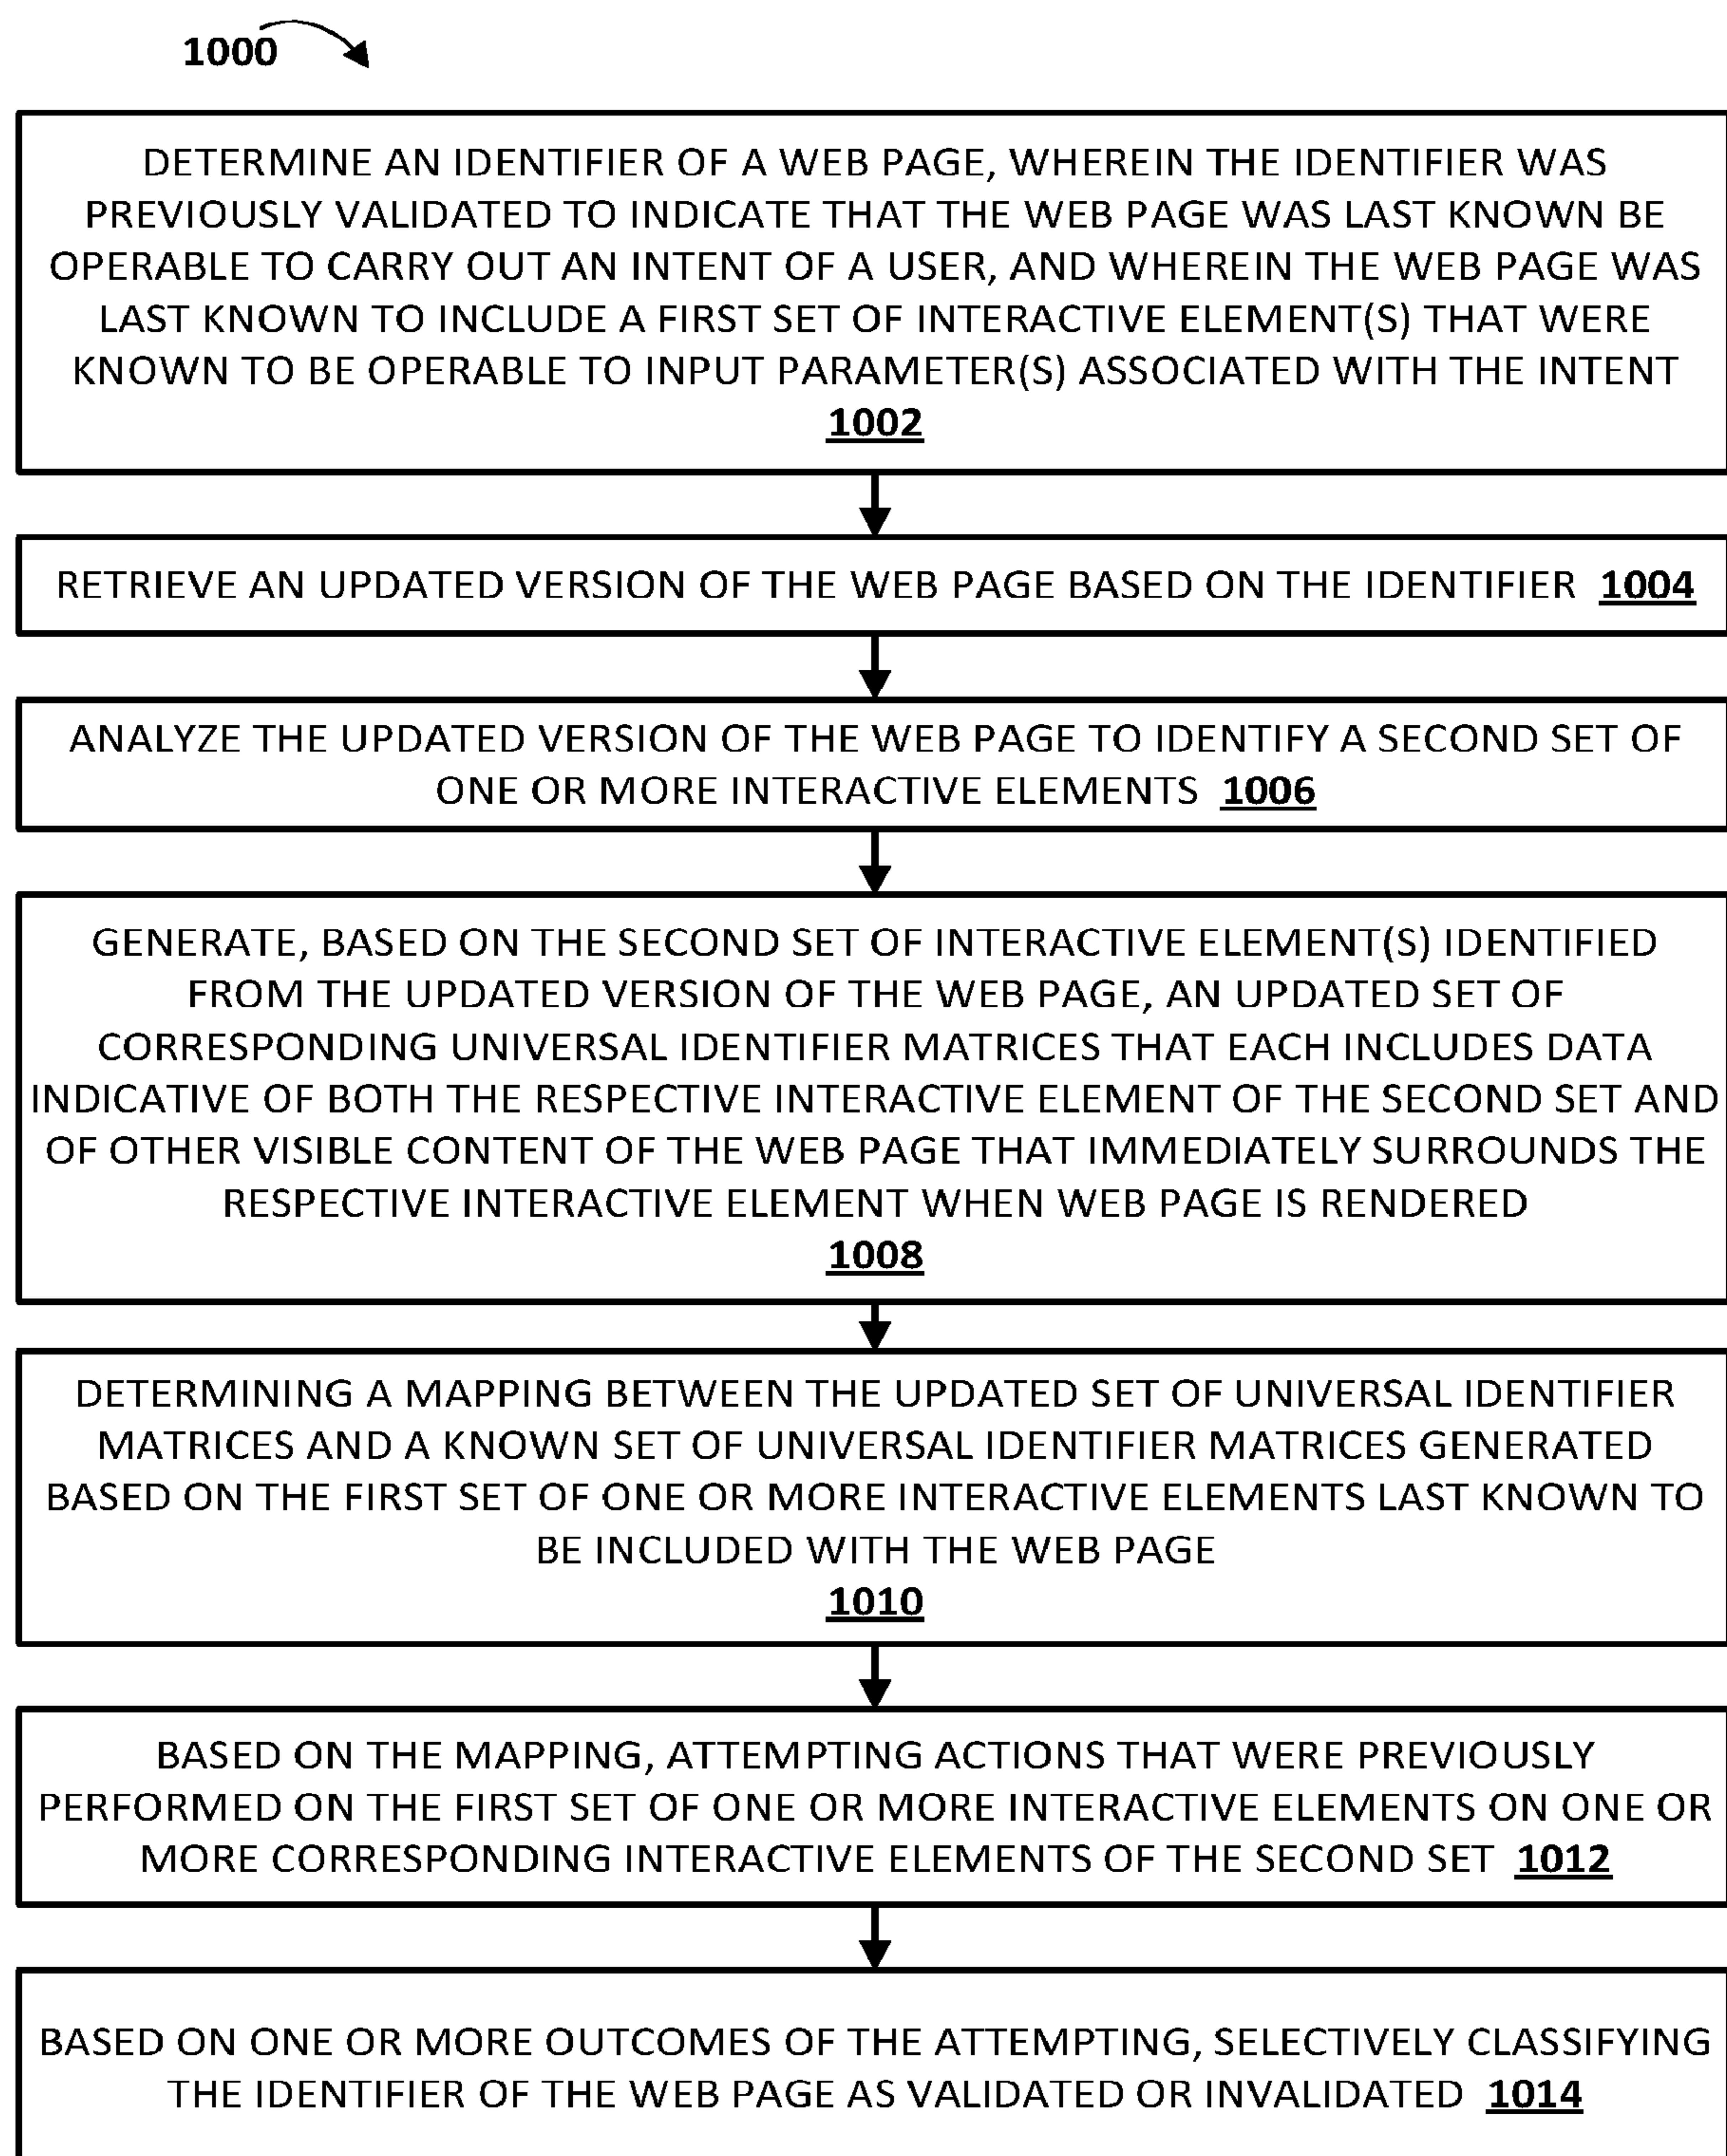 1000
DETERMINE AN IDENTIFIER OF A WEB PAGE, WHEREIN THE IDENTIFIER WAS
PREVIOUSLY VALIDATED TO INDICATE THAT THE WEB PAGE WAS LAST KNOWN BE
OPERABLE TO CARRY OUT AN INTENT OF A USER, AND WHEREIN THE WEB PAGE WAS
LAST KNOWN TO INCLUDE A FIRST SET OF INTERACTIVE ELEMENT(S) THAT WERE
KNOWN TO BE OPERABLE TO INPUT PARAMETER(S) ASSOCIATED WITH THE INTENT
1002
RETRIEVE AN UPDATED VERSION OF THE WEB PAGE BASED ON THE IDENTIFIER 1004
ANALYZE THE UPDATED VERSION OF THE WEB PAGE TO IDENTIFY A SECOND SET OF
ONE OR MORE INTERACTIVE ELEMENTS 1006
GENERATE, BASED ON THE SECOND SET OF INTERACTIVE ELEMENT(S) IDENTIFIED
FROM THE UPDATED VERSION OF THE WEB PAGE, AN UPDATED SET OF
CORRESPONDING UNIVERSAL IDENTIFIER MATRICES THAT EACH INCLUDES DATA
INDICATIVE OF BOTH THE RESPECTIVE INTERACTIVE ELEMENT OF THE SECOND SET AND
OF OTHER VISIBLE CONTENT OF THE WEB PAGE THAT IMMEDIATELY SURROUNDS THE
RESPECTIVE INTERACTIVE ELEMENT WHEN WEB PAGE IS RENDERED
1008
DETERMINING A MAPPING BETWEEN THE UPDATED SET OF UNIVERSAL IDENTIFIER
MATRICES AND A KNOWN SET OF UNIVERSAL IDENTIFIER MATRICES GENERATED
BASED ON THE FIRST SET OF ONE OR MORE INTERACTIVE ELEMENTS LAST KNOWN TO
BE INCLUDED WITH THE WEB PAGE
1010
BASED ON THE MAPPING, ATTEMPTING ACTIONS THAT WERE PREVIOUSLY
PERFORMED ON THE FIRST SET OF ONE OR MORE INTERACTIVE ELEMENTS ON ONE OR
MORE CORRESPONDING INTERACTIVE ELEMENTS OF THE SECOND SET 1012
BASED ON ONE OR MORE OUTCOMES OF THE ATTEMPTING, SELECTIVELY CLASSIFYING
THE IDENTIFIER OF THE WEB PAGE AS VALIDATED OR INVALIDATED 1014